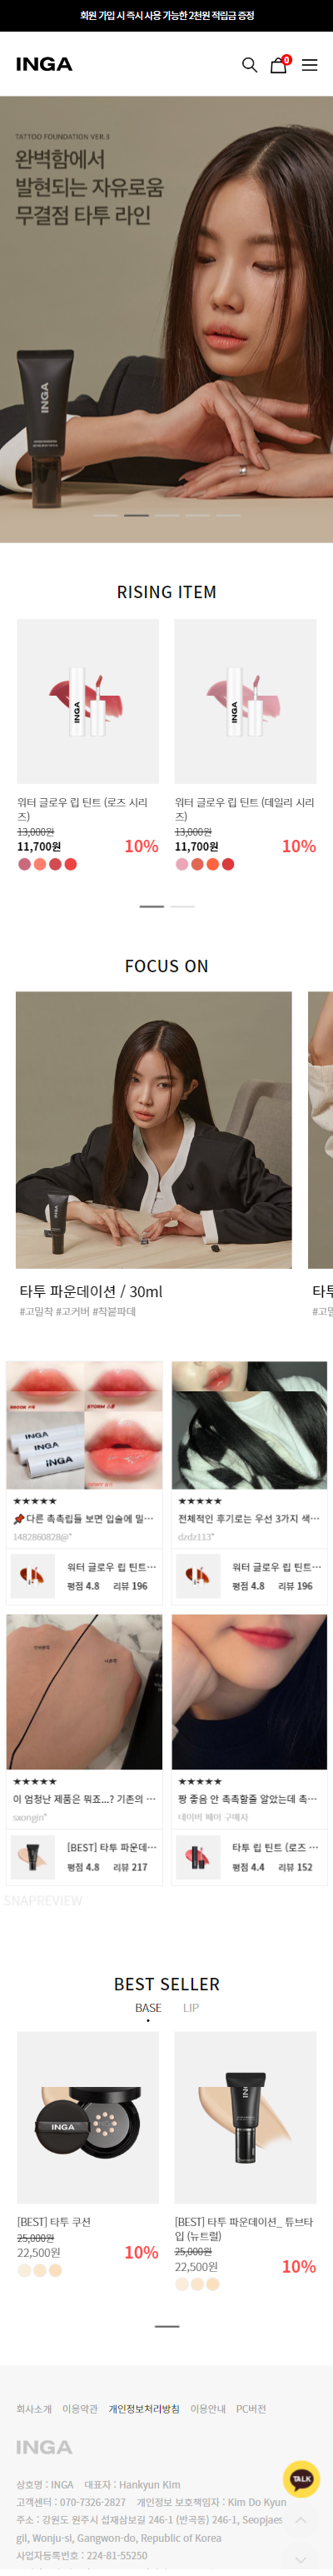 회원 가입 시 즉시 사용 가능한 2천원 적립금 증정
INGA
0
TATTOO FOUNDATION VER.3
완벽함에서
발현되는 자유로움
무결점 타투 라인
INGA
RISING ITEM
INGA
INGA
워터 글로우 립 틴트 (로즈 시리
즈)
13,000원
11,700원
10%
워터 글로우 립 틴트 (데일리 시리
즈)
13,000원
11,700원
10%
FOCUS ON
타투 파운데이션 / 30ml
#고밀착 #고커버 #착붙파데
타투
#고밀
STORM
INGA
INGA
INGA
★★★★★
📌다른 촉촉립들 보면 입술에 밀…
1482860828@*
워터 글로우 립 틴트…
평점 4.8 리뷰 196
★★★★★
전체적인 후기로는 우선 3가지 색…
dzdz113*
워터 글로우 립 틴트…
평점 4.8 리뷰 196
★★★★★
이 엄청난 제품은 뭐죠...? 기존의 …
[BEST] 타투 파운데…
평점 4.8 리뷰 217
★★★★★
짱 좋음 안 촉촉할줄 알았는데 촉…
네이버 페이 구매자
타투 립 틴트 (로즈 …
평점 4.4 리뷰 152
SNAPREVIEW
BEST SELLER
BASE LIP
INGA
[BEST] 타투 쿠션
25,000원
22,500원
10%
[BEST] 타투 파운데이션_ 튜브타
입 (뉴트럴)
25,000원
22,500원
10%
회사소개 이용약관 개인정보처리방침 이용안내 PC버전
INGA
상호명 : INGA 대표자 : Hankyun Kim
고객센터 : 070-7326-2827 개인정보 보호책임자 : Kim Do Kyun
주소 : 강원도 원주시 섭재삼보길 246-1 (반곡동) 246-1, Seopjaes
gil, Wonju-si, Gangwon-do, Republic of Korea
사업자등록번호 : 224-81-55250
TALK